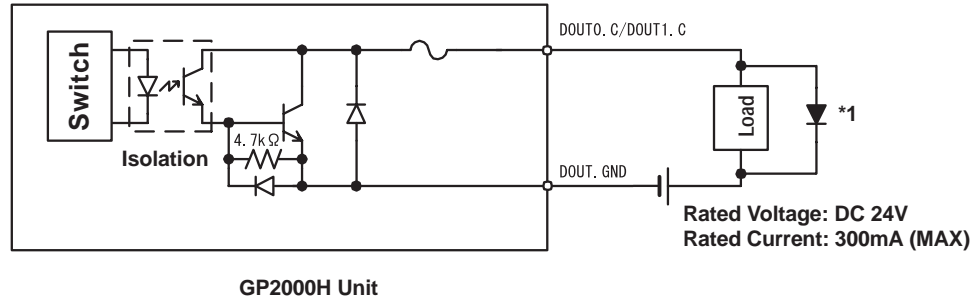 DOUT0.C/DOUT1.C
Switch
Isolation
4.7kΩ
Load
*1
DOUT.GND
Rated Voltage: DC 24V
Rated Current: 300mA (MAX)
GP2000H Unit